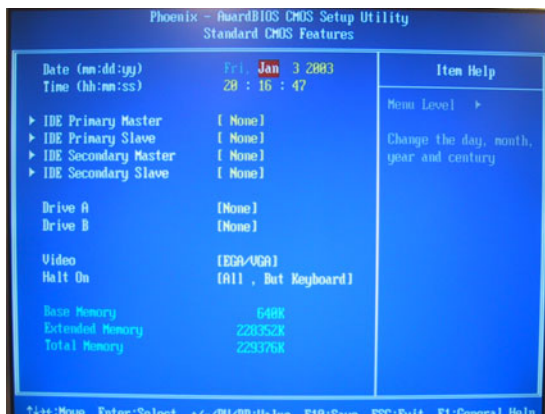 Phoenix - AwardBIOS CMOS Setup Utility
Standard CMOS Features
Date (mm:dd:yy) Fri, Jan 3 2003
Time (hh:mm:ss) 20 : 16 : 47
IDE Primary Master [ None]
IDE Primary Slave [ None]
IDE Secondary Master [ None]
IDE Secondary Slave [ None]
Drive A [None]
Drive B [None]
Video [EGA/VGA]
Halt On [All , But Keyboard]
Base Memory 640K
Extended Memory 228352K
Total Memory 229376K
Item Help
Menu Level ▸
Change the day, month,
year and century
↑↓→←:Move Enter:Select +/-/PU/PD:Value F10:Save ESC:Exit F1:General Help